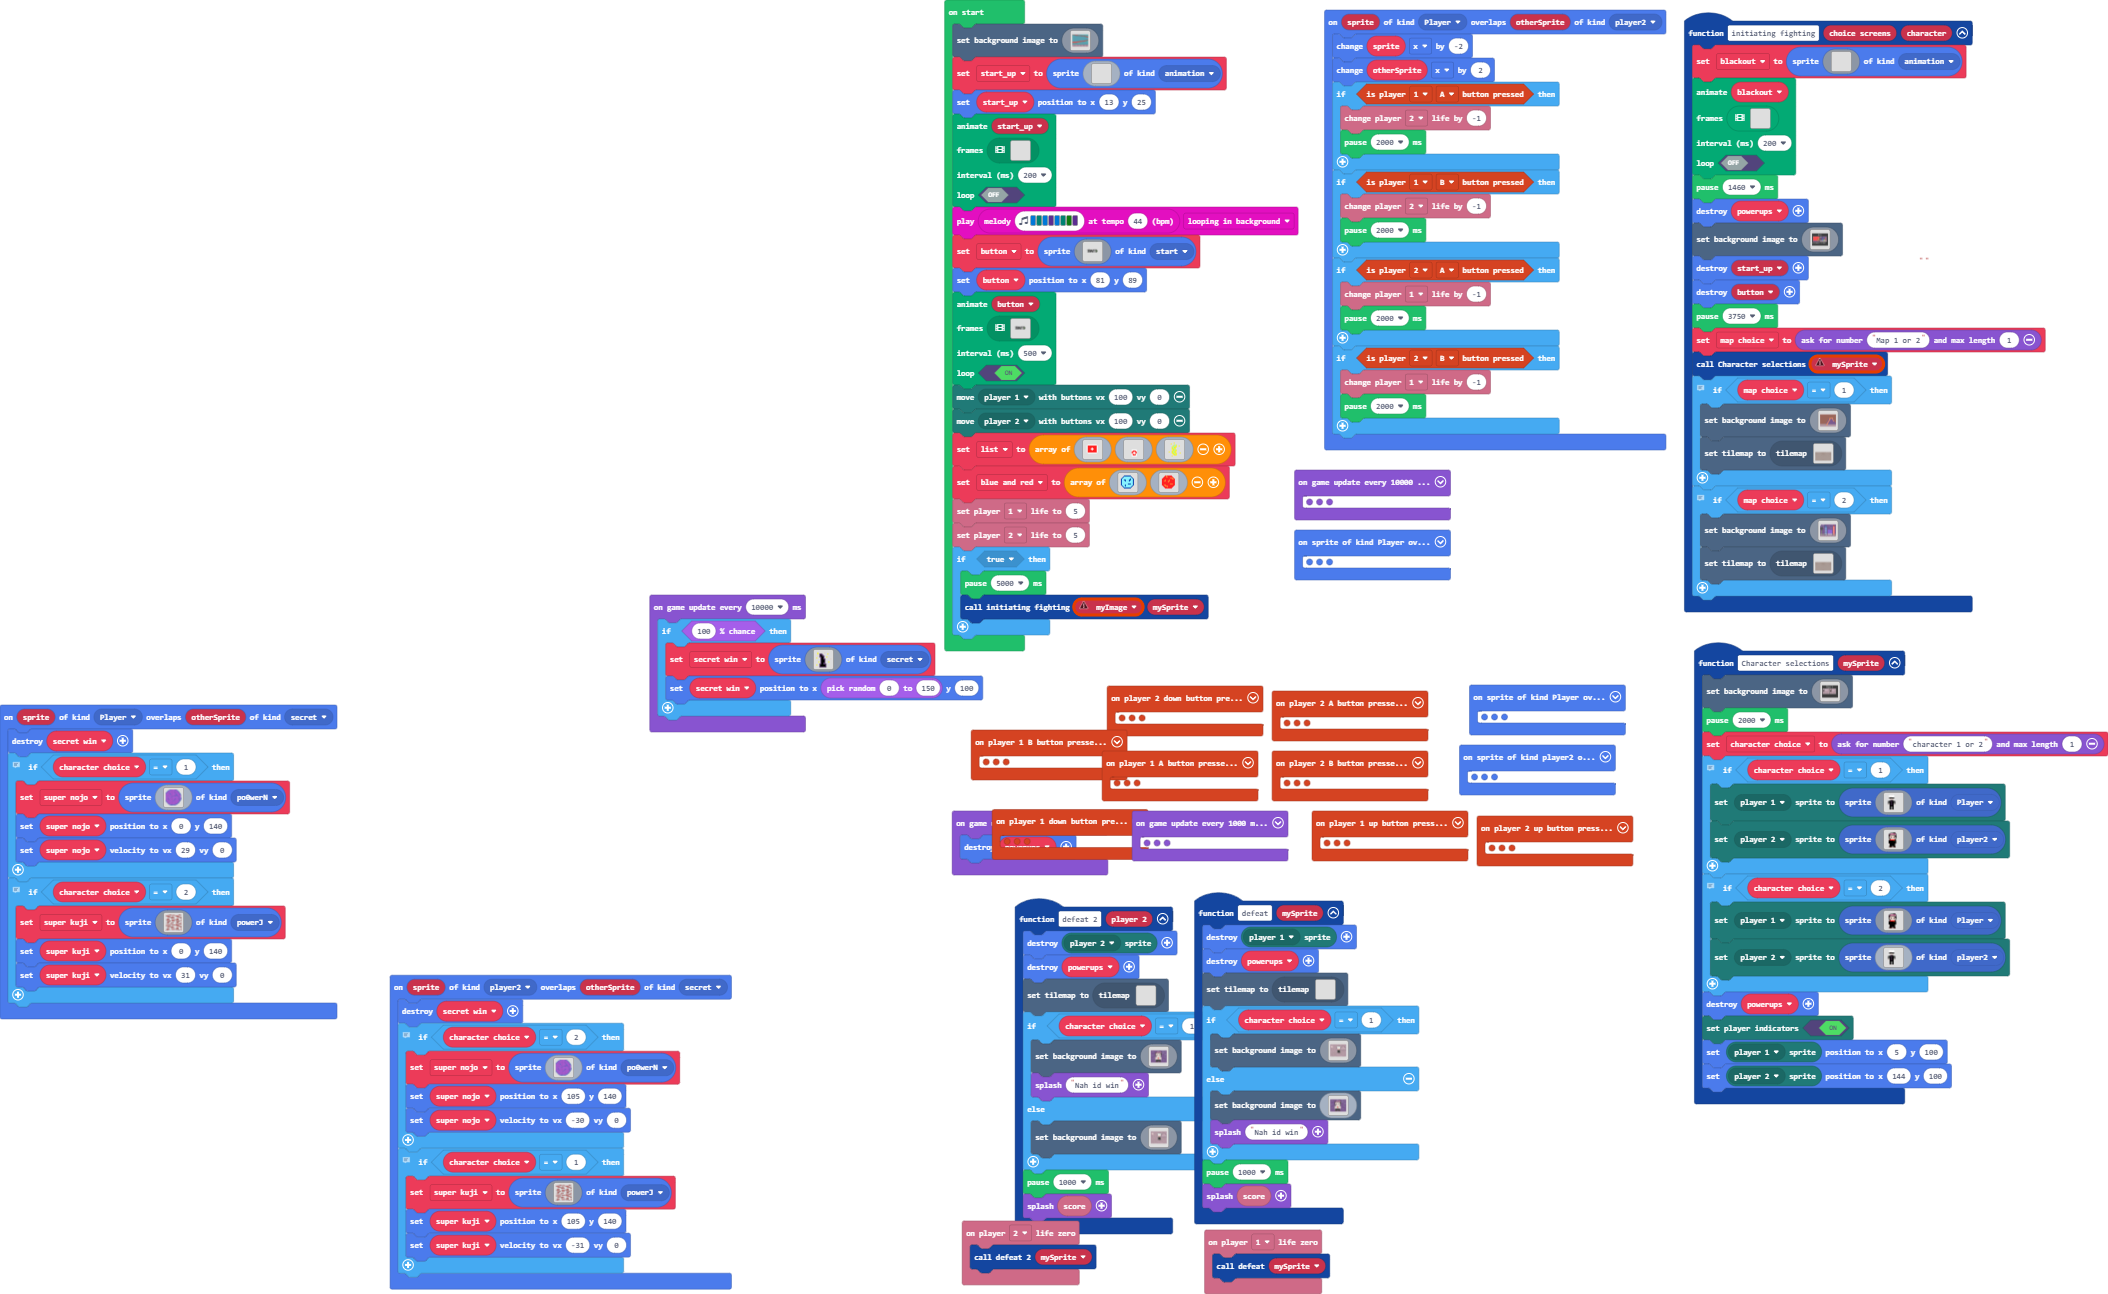 on start
set background image to
set start_up to sprite of kind animation
set start_up position to x 13 y 25
animate start_up
frames
interval (ms) 200
loop OFF
play melody at tempo 44 (bpm) looping in background
set button to sprite of kind start
set button position to x 81 y 89
animate button
frames
interval (ms) 500
loop ON
move player 1 with buttons vx 100 vy 0
move player 2 with buttons vx 100 vy 0
set list to array of
set blue and red to array of
set player 1 life to 5
set player 2 life to 5
if true then
pause 5000 ms
call initiating fighting myImage mySprite
on sprite of kind Player overlaps otherSprite of kind player2
change sprite x by -2
change otherSprite x by 2
if is player 1 A button pressed then
change player 2 life by -1
pause 2000 ms
if is player 1 B button pressed then
change player 2 life by -1
pause 2000 ms
if is player 2 A button pressed then
change player 1 life by -1
pause 2000 ms
if is player 2 B button pressed then
change player 1 life by -1
pause 2000 ms
on game update every 10000 ...
on sprite of kind Player ov...
function initiating fighting choice screens character
set blackout to sprite of kind animation
animate blackout
frames
interval (ms) 200
loop OFF
pause 1460 ms
destroy powerups
set background image to
destroy start_up
destroy button
pause 3750 ms
set map choice to ask for number "Map 1 or 2" and max length 1
call Character selections mySprite
if map choice = 1 then
set background image to
set tilemap to tilemap
if map choice = 2 then
set background image to
set tilemap to tilemap
on game update every 10000 ms
if 100 % chance then
set secret win to sprite of kind secret
set secret win position to x pick random 0 to 150 y 100
on sprite of kind Player overlaps otherSprite of kind secret
destroy secret win
if character choice = 1 then
set super nojo to sprite of kind po0werN
set super nojo position to x 0 y 140
set super nojo velocity to vx 29 vy 0
if character choice = 2 then
set super kuji to sprite of kind powerJ
set super kuji position to x 0 y 140
set super kuji velocity to vx 31 vy 0
on sprite of kind player2 overlaps otherSprite of kind secret
destroy secret win
if character choice = 2 then
set super nojo to sprite of kind po0werN
set super nojo position to x 105 y 140
set super nojo velocity to vx -30 vy 0
if character choice = 1 then
set super kuji to sprite of kind powerJ
set super kuji position to x 105 y 140
set super kuji velocity to vx -31 vy 0
on player 2 down button pre...
on player 2 A button presse...
on sprite of kind Player ov...
on player 1 B button presse...
on player 1 A button presse...
on player 2 B button presse...
on sprite of kind player2 o...
on game
destroy
on player 1 down button pre...
on game update every 1000 m...
on player 1 up button press...
on player 2 up button press...
function defeat 2 player 2
destroy player 2 sprite
destroy powerups
set tilemap to tilemap
if character choice = 1
set background image to
splash "Nah id win"
else
set background image to
pause 1000 ms
splash score
on player 2 life zero
call defeat 2 mySprite
function defeat mySprite
destroy player 1 sprite
destroy powerups
set tilemap to tilemap
if character choice = 1 then
set background image to
else
set background image to
splash "Nah id win"
pause 1000 ms
splash score
on player 1 life zero
call defeat mySprite
function Character selections mySprite
set background image to
pause 2000 ms
set character choice to ask for number "character 1 or 2" and max length 1
if character choice = 1 then
set player 1 sprite to sprite of kind Player
set player 2 sprite to sprite of kind player2
if character choice = 2 then
set player 1 sprite to sprite of kind Player
set player 2 sprite to sprite of kind player2
destroy powerups
set player indicators ON
set player 1 sprite position to x 5 y 100
set player 2 sprite position to x 144 y 100